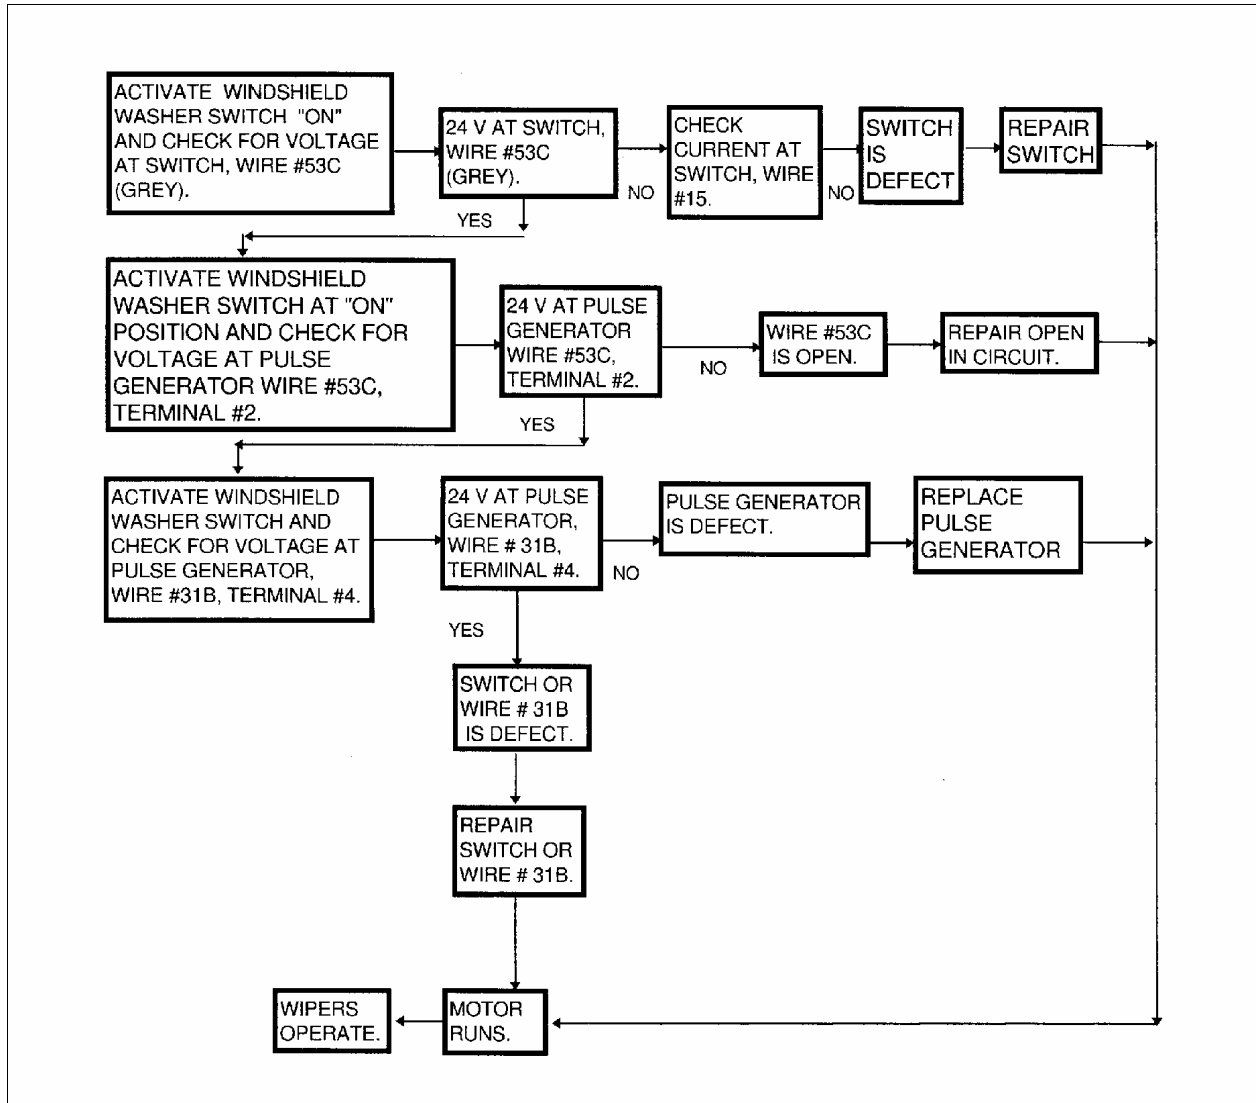 ACTIVATE WINDSHIELD
WASHER SWITCH "ON"
AND CHECK FOR VOLTAGE
AT SWITCH, WIRE #53C
(GREY).
24 V AT SWITCH,
WIRE #53C
(GREY).
NO
CHECK
CURRENT AT
SWITCH, WIRE
#15.
NO
SWITCH
IS
DEFECT
REPAIR
SWITCH
YES
ACTIVATE WINDSHIELD
WASHER SWITCH AT "ON"
POSITION AND CHECK FOR
VOLTAGE AT PULSE
GENERATOR WIRE #53C,
TERMINAL #2.
24 V AT PULSE
GENERATOR
WIRE #53C,
TERMINAL #2.
NO
WIRE #53C
IS OPEN.
REPAIR OPEN
IN CIRCUIT.
YES
ACTIVATE WINDSHIELD
WASHER SWITCH AND
CHECK FOR VOLTAGE AT
PULSE GENERATOR,
WIRE #31B, TERMINAL #4.
24 V AT PULSE
GENERATOR,
WIRE # 31B,
TERMINAL #4.
NO
PULSE GENERATOR
IS DEFECT.
REPLACE
PULSE
GENERATOR
YES
SWITCH OR
WIRE # 31B
IS DEFECT.
REPAIR
SWITCH OR
WIRE # 31B.
WIPERS
OPERATE.
MOTOR
RUNS.